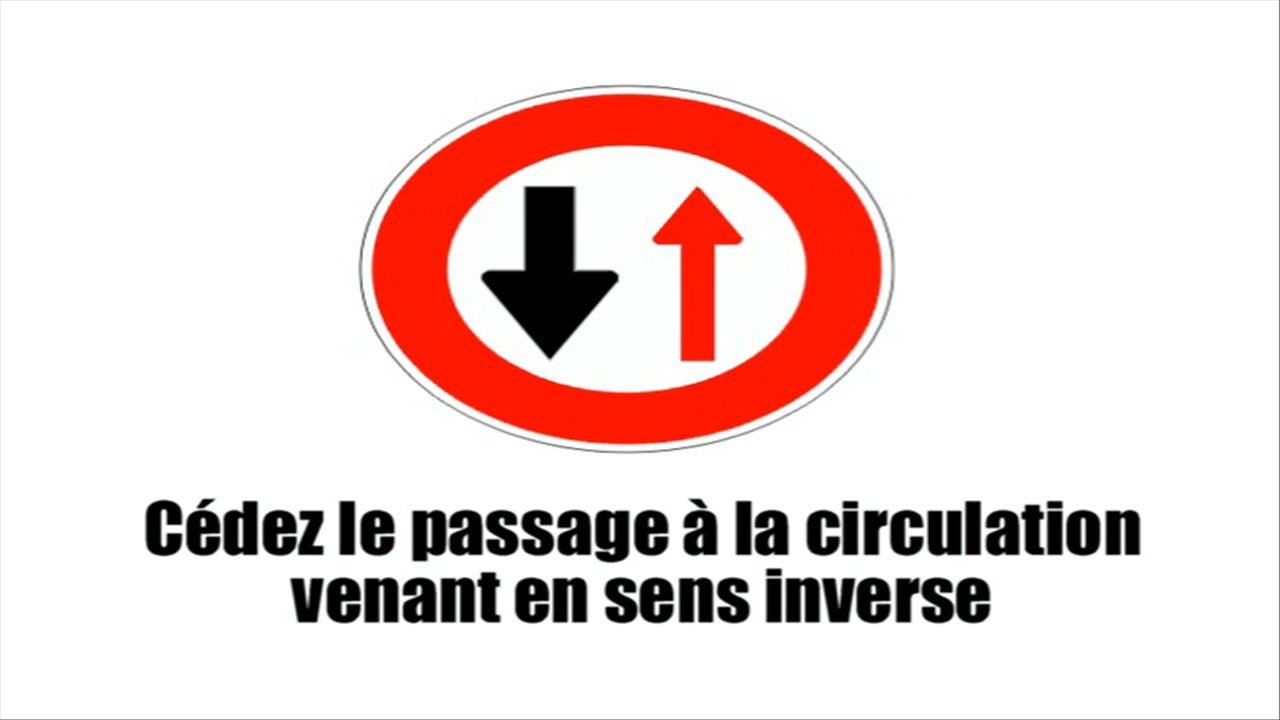 Cédez le passage à la circulation
venant en sens inverse